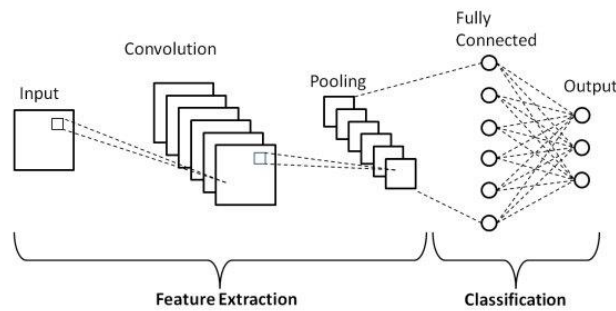 Fully
Connected
Convolution
Pooling
Output
Input
Feature Extraction
Classification